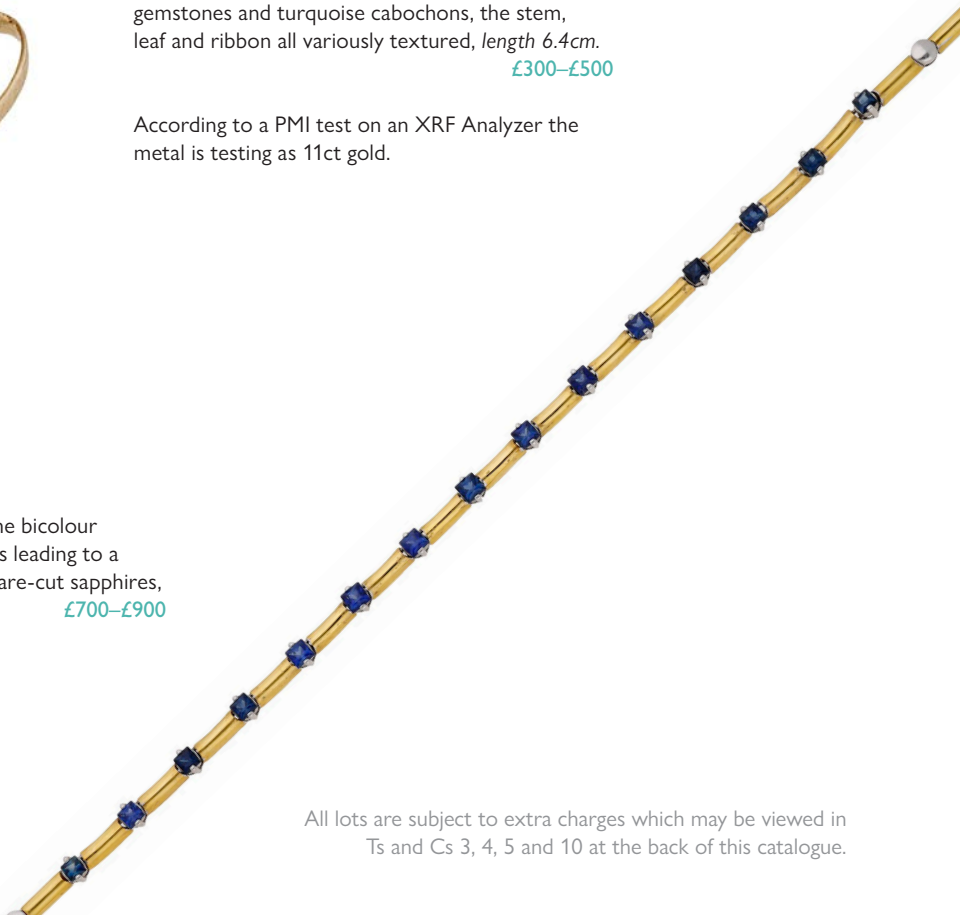 gemstones and turquoise cabochons, the stem,
leaf and ribbon all variously textured, length 6.4cm.
£300–£500
According to a PMI test on an XRF Analyzer the
metal is testing as 11ct gold.
bicolour
s leading to a
are-cut sapphires,
£700–£900
All lots are subject to extra charges which may be viewed in
Ts and Cs 3, 4, 5 and 10 at the back of this catalogue.